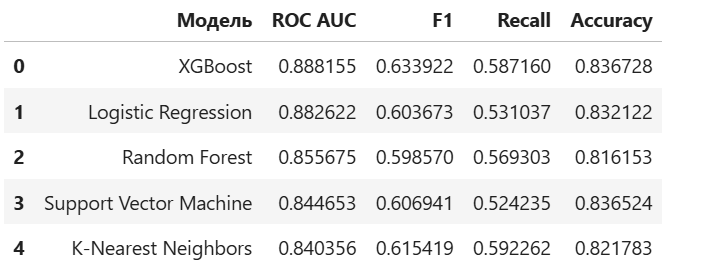 Модель ROC AUC F1 Recall Accuracy
0 XGBoost 0.888155 0.633922 0.587160 0.836728
1 Logistic Regression 0.882622 0.603673 0.531037 0.832122
2 Random Forest 0.855675 0.598570 0.569303 0.816153
3 Support Vector Machine 0.844653 0.606941 0.524235 0.836524
4 K-Nearest Neighbors 0.840356 0.615419 0.592262 0.821783